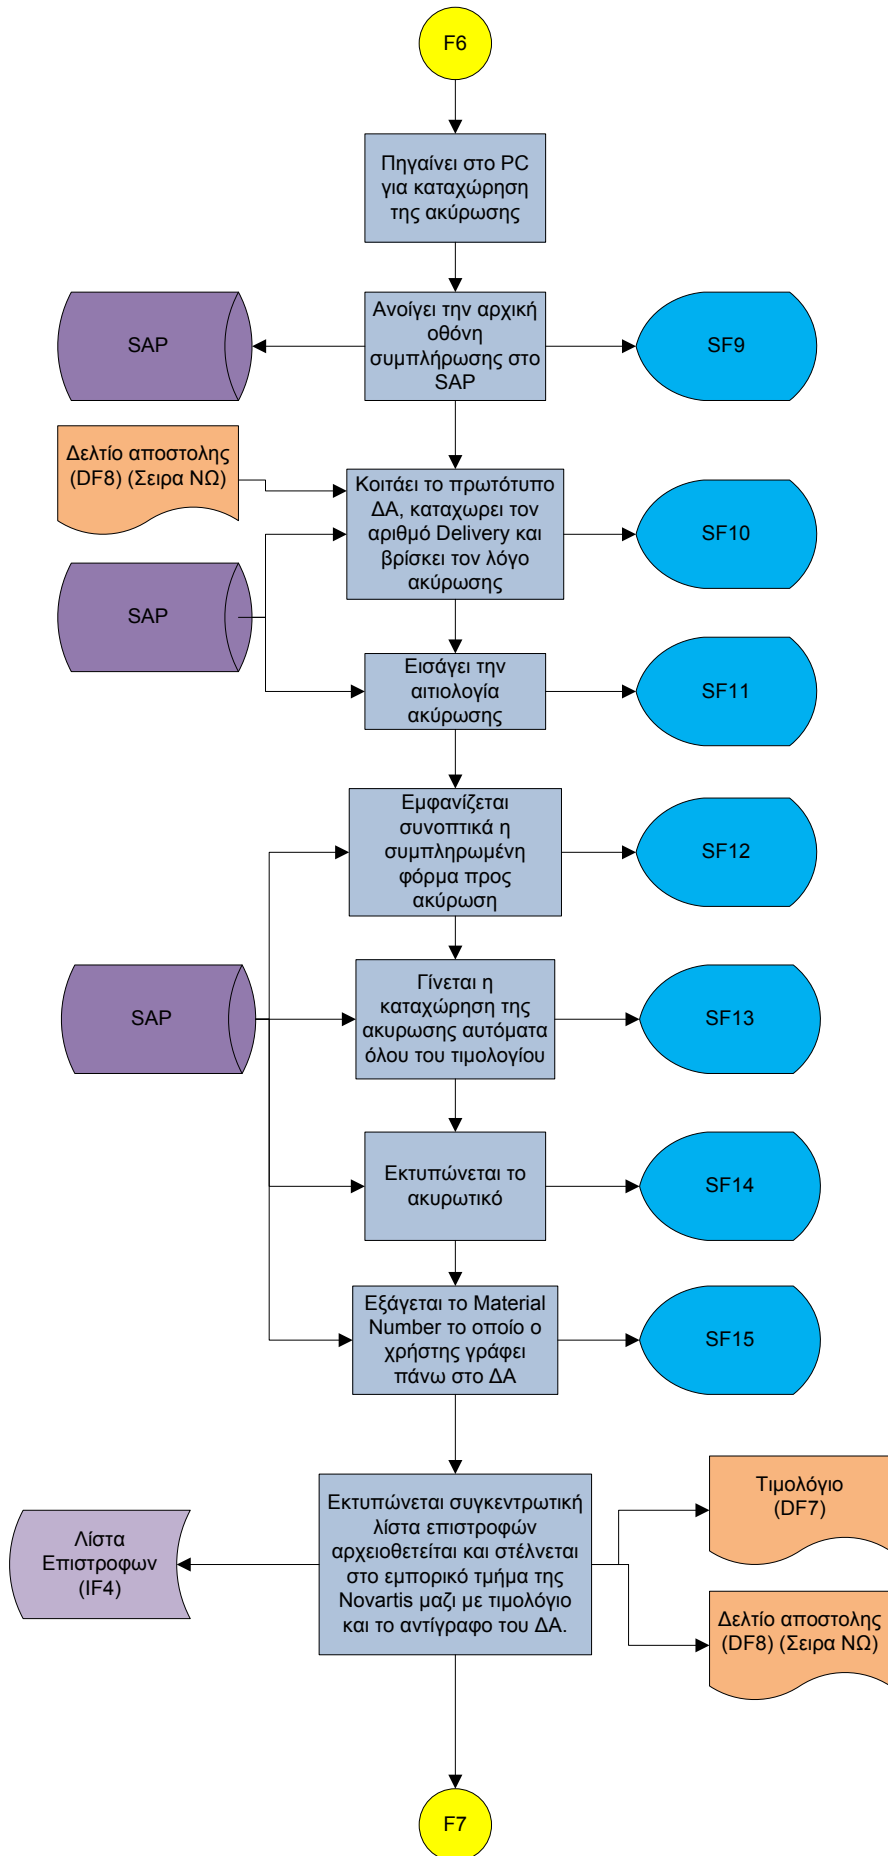 F6
Πηγαίνει στο PC
για καταχώρηση
της ακύρωσης
SAP
Ανοίγει την αρχική
οθόνη
συμπλήρωσης στο
SAP
SF9
Δελτίο αποστολης
(DF8) (Σειρα ΝΩ)
Κοιτάει το πρωτότυπο
ΔΑ, καταχωρει τον
αριθμό Delivery και
βρίσκει τον λόγο
ακύρωσης
SF10
SAP
Εισάγει την
αιτιολογία
ακύρωσης
SF11
Εμφανίζεται
συνοπτικά η
συμπληρωμένη
φόρμα προς
ακύρωση
SF12
SAP
Γίνεται η
καταχώρηση της
ακυρωσης αυτόματα
όλου του τιμολογίου
SF13
Εκτυπώνεται το
ακυρωτικό
SF14
Εξάγεται το Material
Number το οποίο ο
χρήστης γράφει
πάνω στο ΔΑ
SF15
Λίστα
Επιστροφων
(IF4)
Εκτυπώνεται συγκεντρωτική
λίστα επιστροφών
αρχειοθετείται και στέλνεται
στο εμπορικό τμήμα της
Novartis μαζι με τιμολόγιο
και το αντίγραφο του ΔΑ.
Τιμολόγιο
(DF7)
Δελτίο αποστολης
(DF8) (Σειρα ΝΩ)
F7